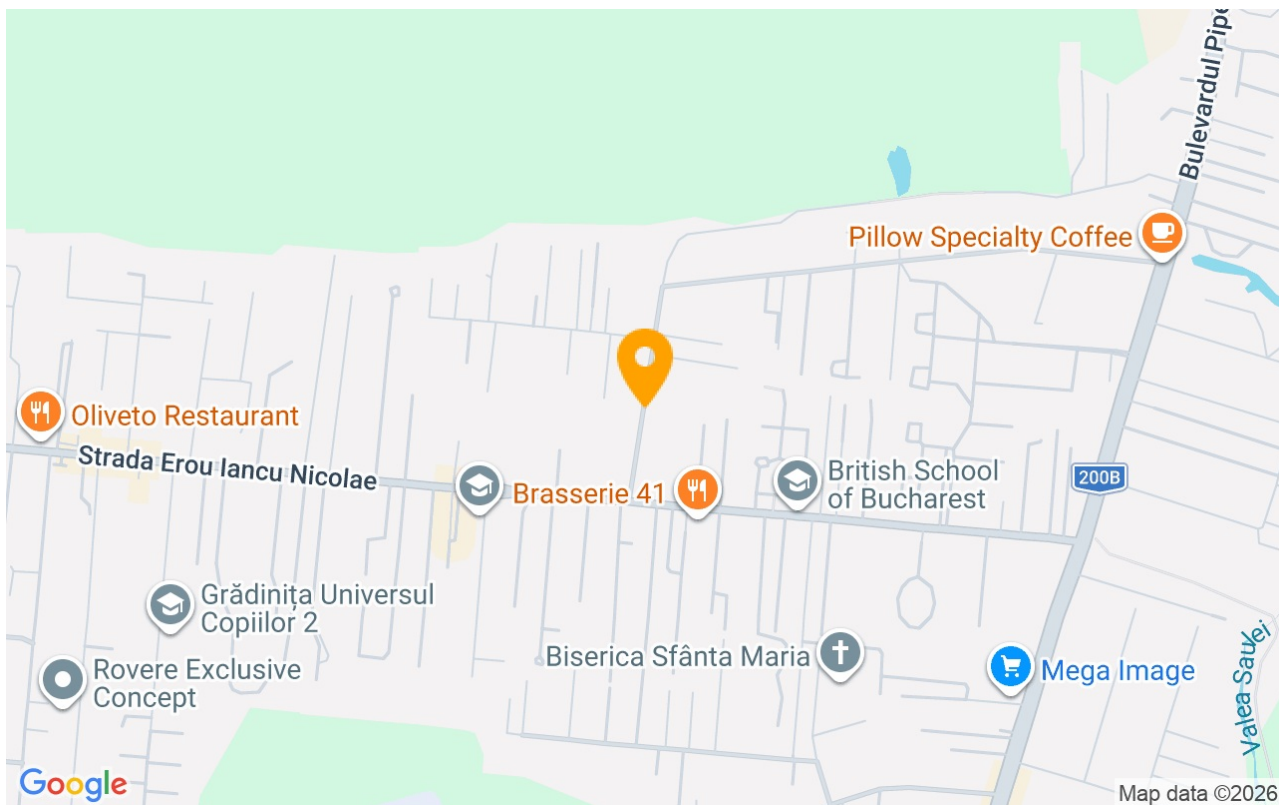 Bulevardul Pipe
Pillow Specialty Coffee
Oliveto Restaurant
Strada Erou Iancu Nicolae
Brasserie 41
British School
of Bucharest
200B
Grădinița Universul
Copiilor 2
Biserica Sfânta Maria
Rovere Exclusive
Concept
Mega Image
Valea Saulei
Google
Map data ©2026